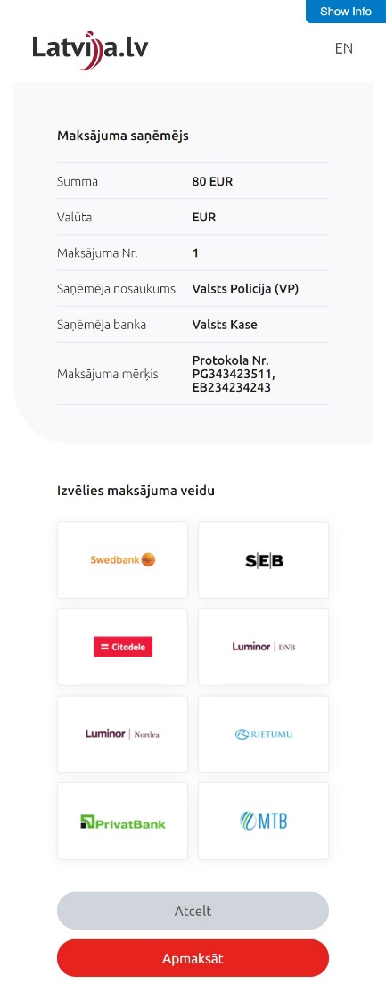 Show Info
Latvija.lv
EN
Maksājuma saņēmējs
Summa 80 EUR
Valūta EUR
Maksājuma Nr. 1
Saņēmēja nosaukums Valsts Policija (VP)
Saņēmēja banka Valsts Kase
Maksājuma mērķis Protokola Nr.
PG343423511,
EB234234243
Izvēlies maksājuma veidu
Swedbank SEB
Citadele Luminor | DNB
Luminor | Nordea RIETUMU
PrivatBank MTB
Atcelt
Apmaksāt